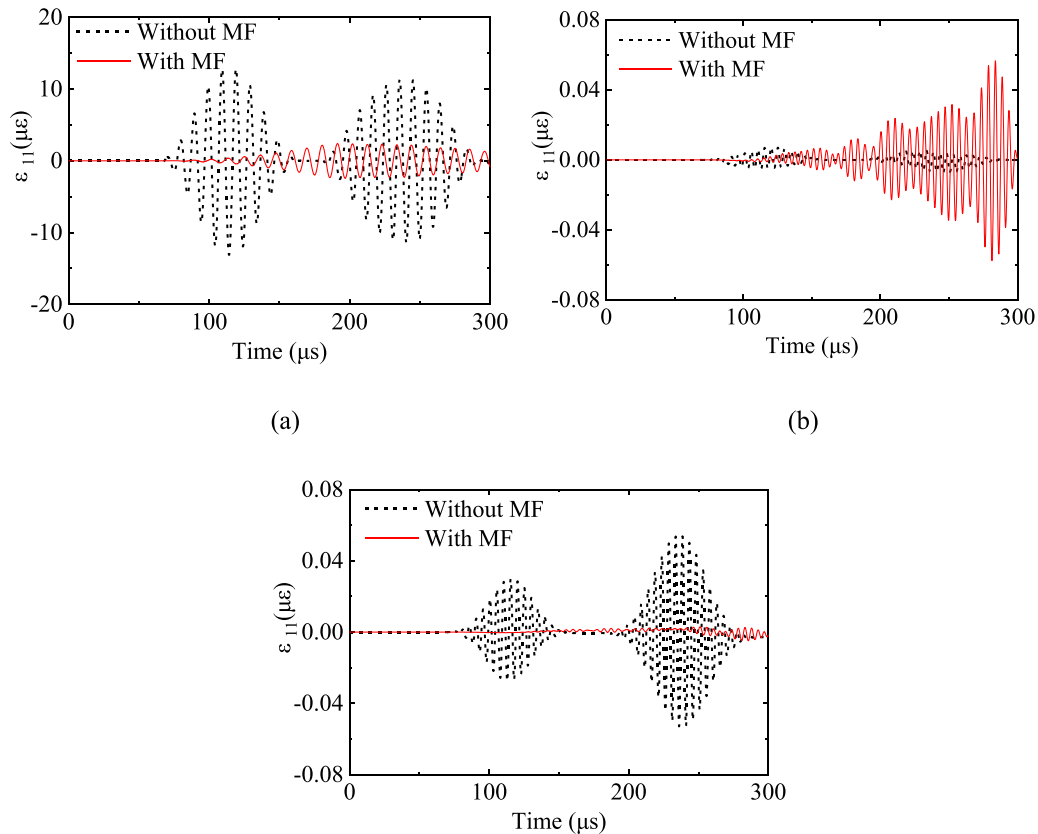 20
Without MF
With MF
10
0
-10
-20
ε 11(με)
0 100 200 300
Time (μs)
(a)
0.08
Without MF
With MF
0.04
0.00
-0.04
-0.08
ε 11(με)
0 100 200 300
Time (μs)
(b)
0.08
Without MF
With MF
0.04
0.00
-0.04
-0.08
ε 11(με)
0 100 200 300
Time (μs)